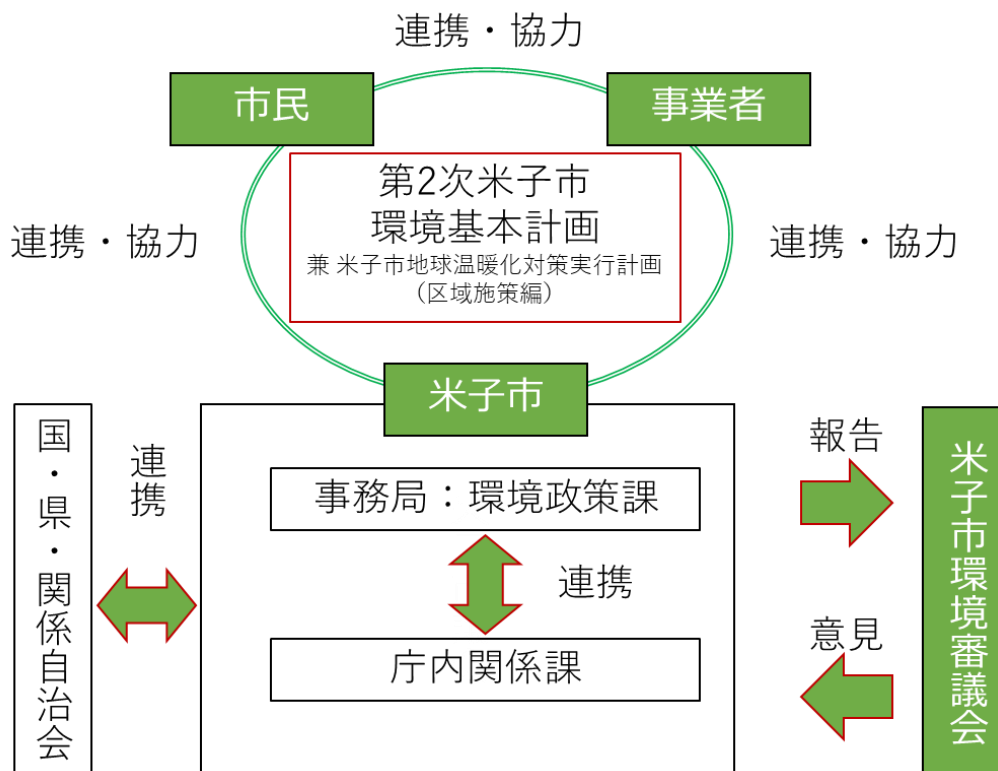 連携・協力
市民
事業者
第2次米子市
環境基本計画
兼 米子市地球温暖化対策実行計画
（区域施策編）
連携・協力
連携・協力
米子市
国・県・関係自治会
連携
事務局：環境政策課
連携
庁内関係課
報告
意見
米子市環境審議会